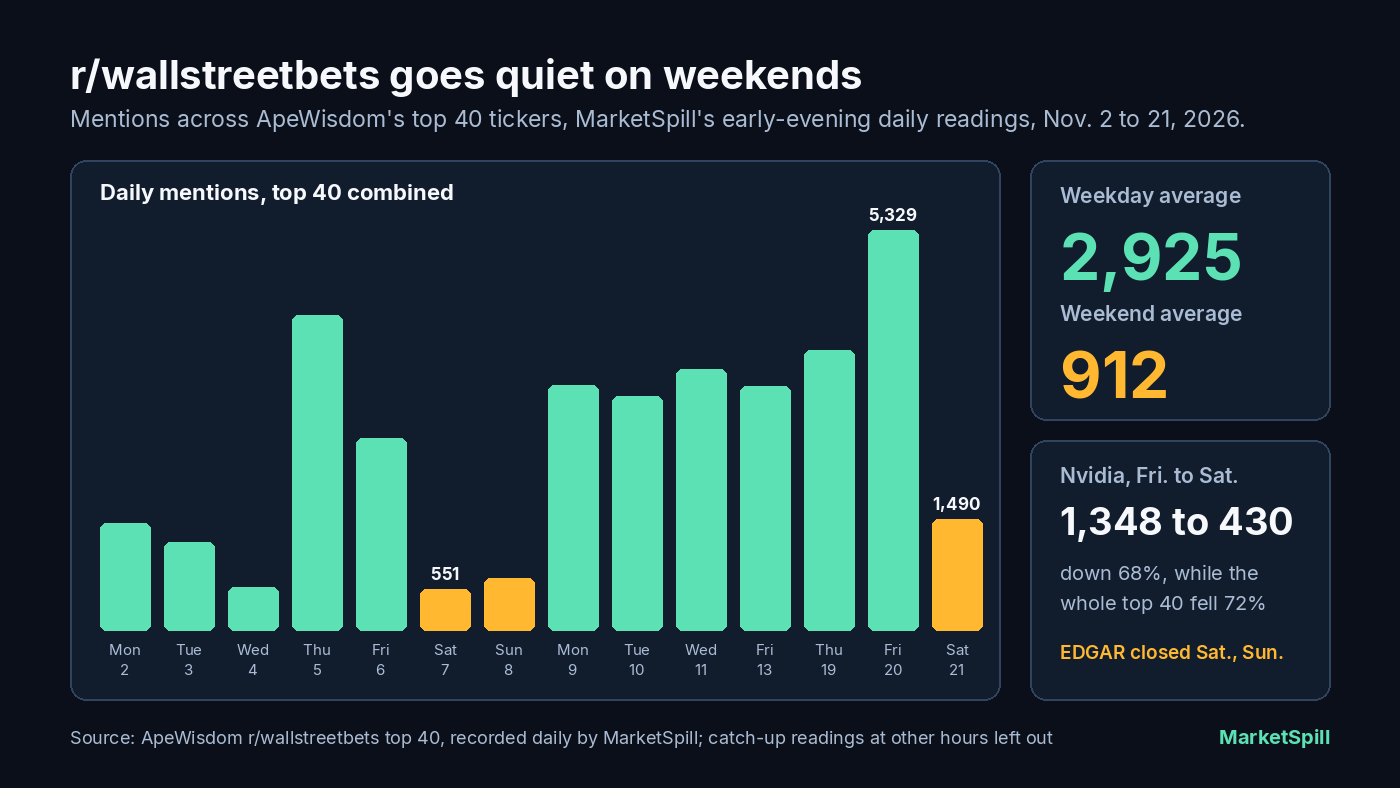 r/wallstreetbets goes quiet on weekends
Mentions across ApeWisdom's top 40 tickers, MarketSpill's early-evening daily readings, Nov. 2 to 21, 2026.
Daily mentions, top 40 combined
5,329
1,490
551
Mon Tue Wed Thu Fri Sat Sun Mon Tue Wed Fri Thu Fri Sat
2 3 4 5 6 7 8 9 10 11 13 19 20 21
Weekday average
2,925
Weekend average
912
Nvidia, Fri. to Sat.
1,348 to 430
down 68%, while the
whole top 40 fell 72%
EDGAR closed Sat., Sun.
Source: ApeWisdom r/wallstreetbets top 40, recorded daily by MarketSpill; catch-up readings at other hours left out
MarketSpill